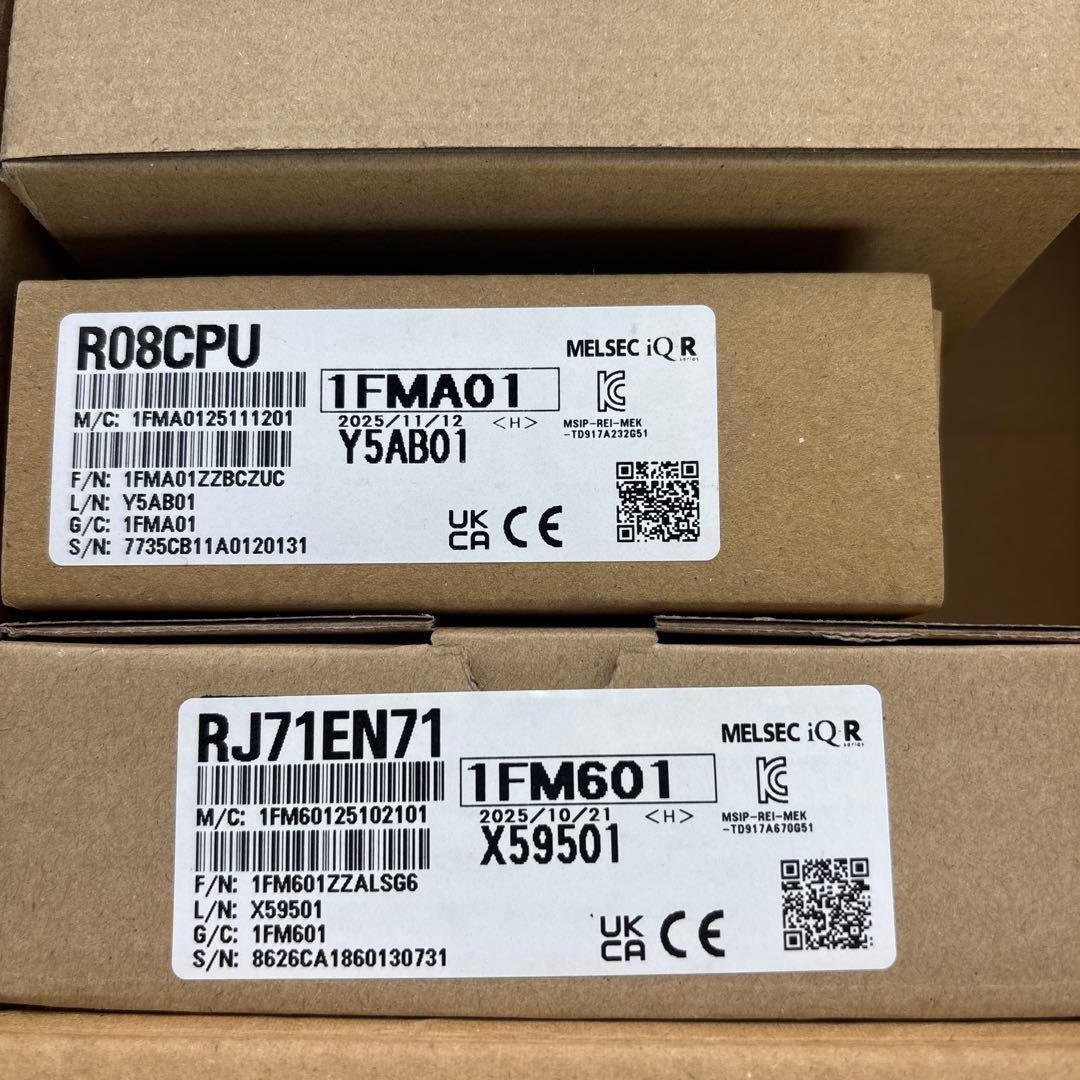 R08CPU
MELSEC iQ-R
series
1FMA01
M/C: 1FMA0125111201
2025/11/12 <H>
MSIP-REI-MEK
-TD917A232G51
Y5AB01
F/N: 1FMA01ZZBCZUC
L/N: Y5AB01
G/C: 1FMA01
S/N: 7735CB11A0120131
UK
CA CE
RJ71EN71
MELSEC iQ-R
series
1FM601
M/C: 1FM60125102101
2025/10/21 <H>
MSIP-REI-MEK
-TD917A670G51
X59501
F/N: 1FM601ZZALSG6
L/N: X59501
G/C: 1FM601
S/N: 8626CA1860130731
UK
CA CE